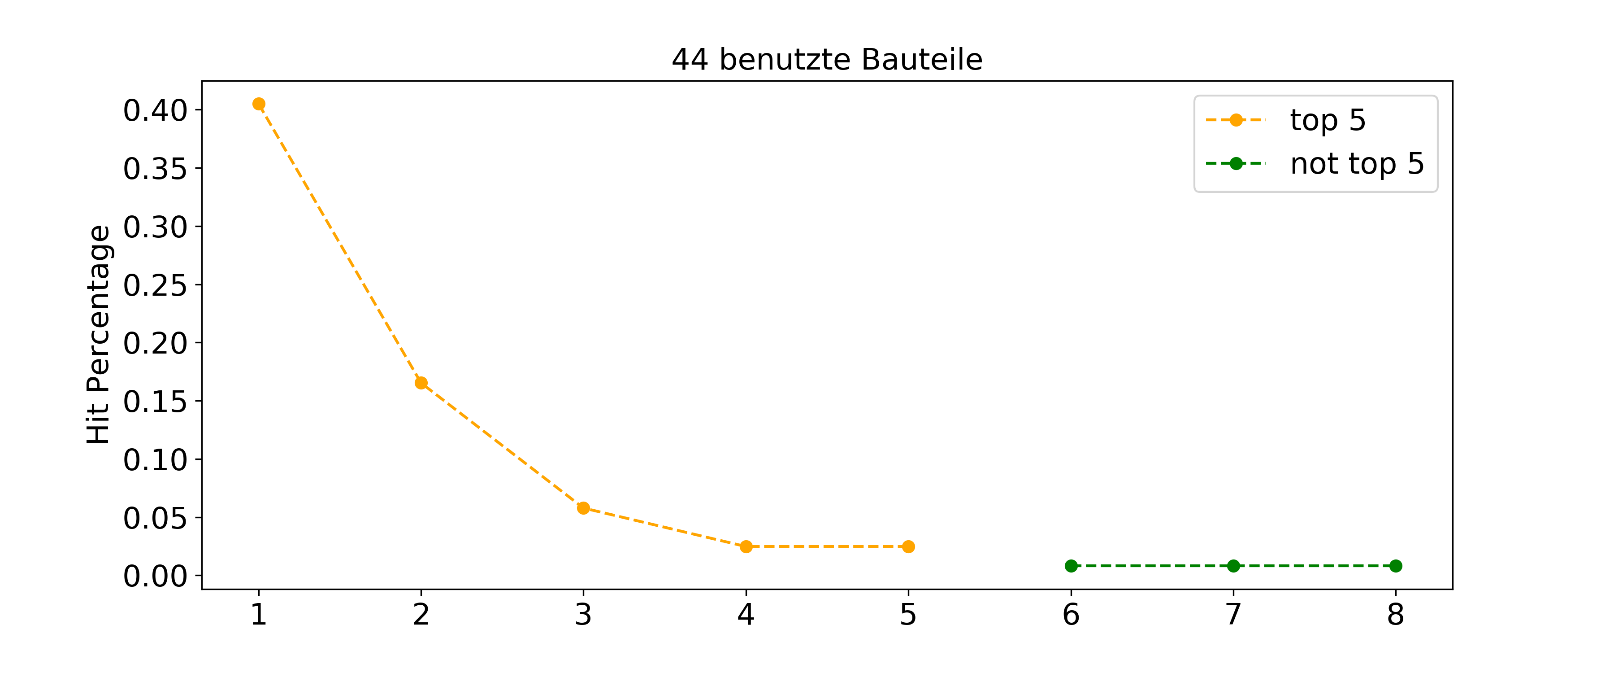 44 benutzte Bauteile
Hit Percentage
0.40
0.35
0.30
0.25
0.20
0.15
0.10
0.05
0.00
1 2 3 4 5 6 7 8
top 5
not top 5